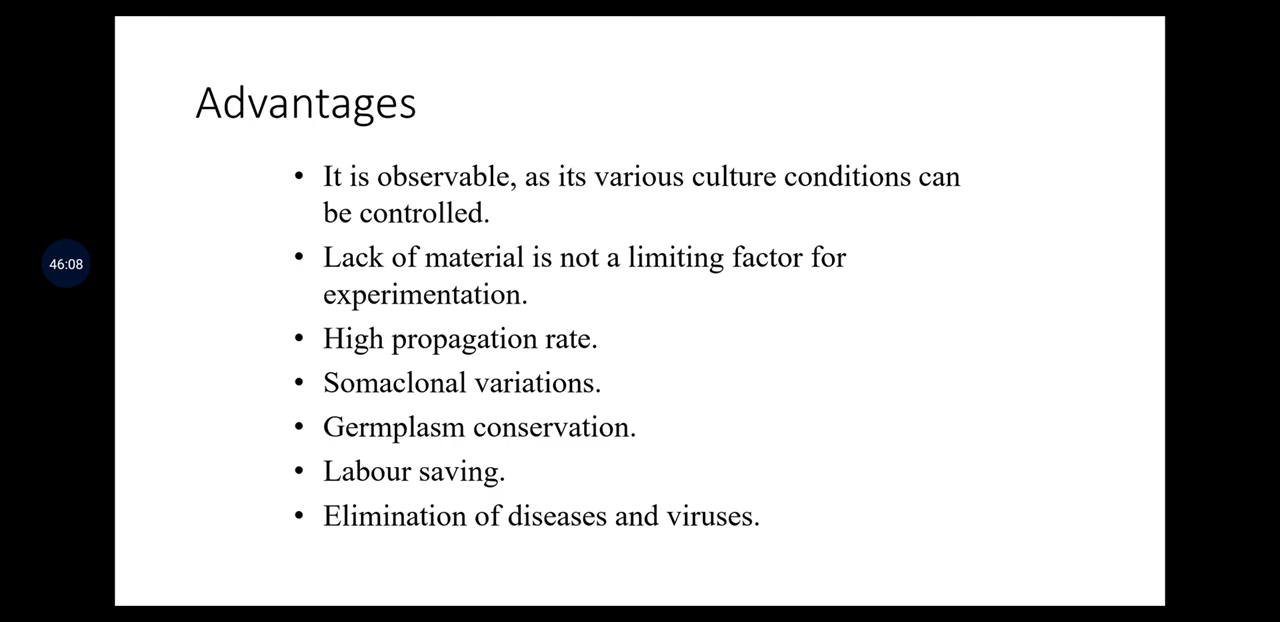 Advantages
• It is observable, as its various culture conditions can
be controlled.
• Lack of material is not a limiting factor for
experimentation.
• High propagation rate.
• Somaclonal variations.
• Germplasm conservation.
• Labour saving.
• Elimination of diseases and viruses.
46:08